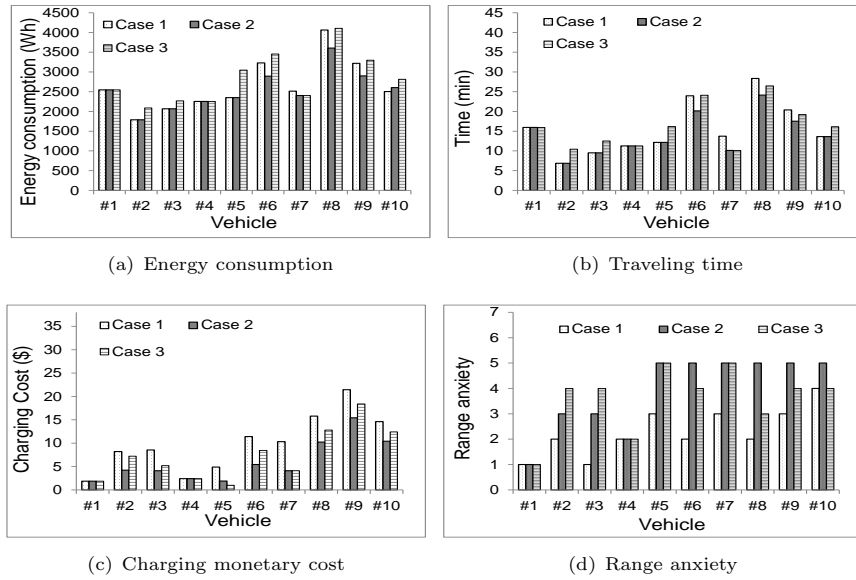 Energy consumption (Wh)
4500
4000
3500
3000
2500
2000
1500
1000
500
0
Case 1 Case 2
Case 3
#1 #2 #3 #4 #5 #6 #7 #8 #9 #10
Vehicle
(a) Energy consumption
Time (min)
45
40
35
30
25
20
15
10
5
0
Case 1 Case 2
Case 3
#1 #2 #3 #4 #5 #6 #7 #8 #9 #10
Vehicle
(b) Traveling time
Charging Cost ($)
35
30
25
20
15
10
5
0
Case 1 Case 2
Case 3
#1 #2 #3 #4 #5 #6 #7 #8 #9 #10
Vehicle
(c) Charging monetary cost
Range anxiety
7
6
5
4
3
2
1
0
Case 1 Case 2 Case 3
#1 #2 #3 #4 #5 #6 #7 #8 #9 #10
Vehicle
(d) Range anxiety